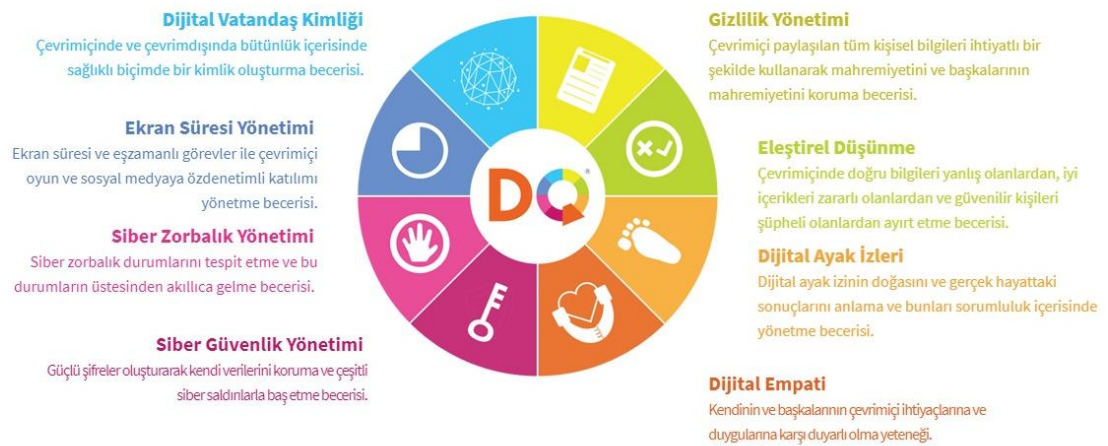 Dijital Vatandaş Kimliği
Çevrimiçinde ve çevrimdışında bütünlük içerisinde
sağlıklı biçimde bir kimlik oluşturma becerisi.
Ekran Süresi Yönetimi
Ekran süresi ve eşzamanlı görevler ile çevrimiçi
oyun ve sosyal medyaya özdenetimli katılımı
yönetme becerisi.
Siber Zorbalık Yönetimi
Siber zorbalık durumlarını tespit etme ve bu
durumların üstesinden akıllıca gelme becerisi.
Siber Güvenlik Yönetimi
Güçlü şifreler oluşturarak kendi verilerini koruma ve çeşitli
siber saldırılarla baş etme becerisi.
DQ®
Gizlilik Yönetimi
Çevrimiçi paylaşılan tüm kişisel bilgileri ihtiyatlı bir
şekilde kullanarak mahremiyetini ve başkalarının
mahremiyetini koruma becerisi.
Eleştirel Düşünme
Çevrimiçinde doğru bilgileri yanlış olanlardan, iyi
içerikleri zararlı olanlardan ve güvenilir kişileri
şüpheli olanlardan ayırt etme becerisi.
Dijital Ayak İzleri
Dijital ayak izinin doğasını ve gerçek hayattaki
sonuçlarını anlama ve bunları sorumluluk içerisinde
yönetme becerisi.
Dijital Empati
Kendinin ve başkalarının çevrimiçi ihtiyaçlarına ve
duygularına karşı duyarlı olma yeteneği.